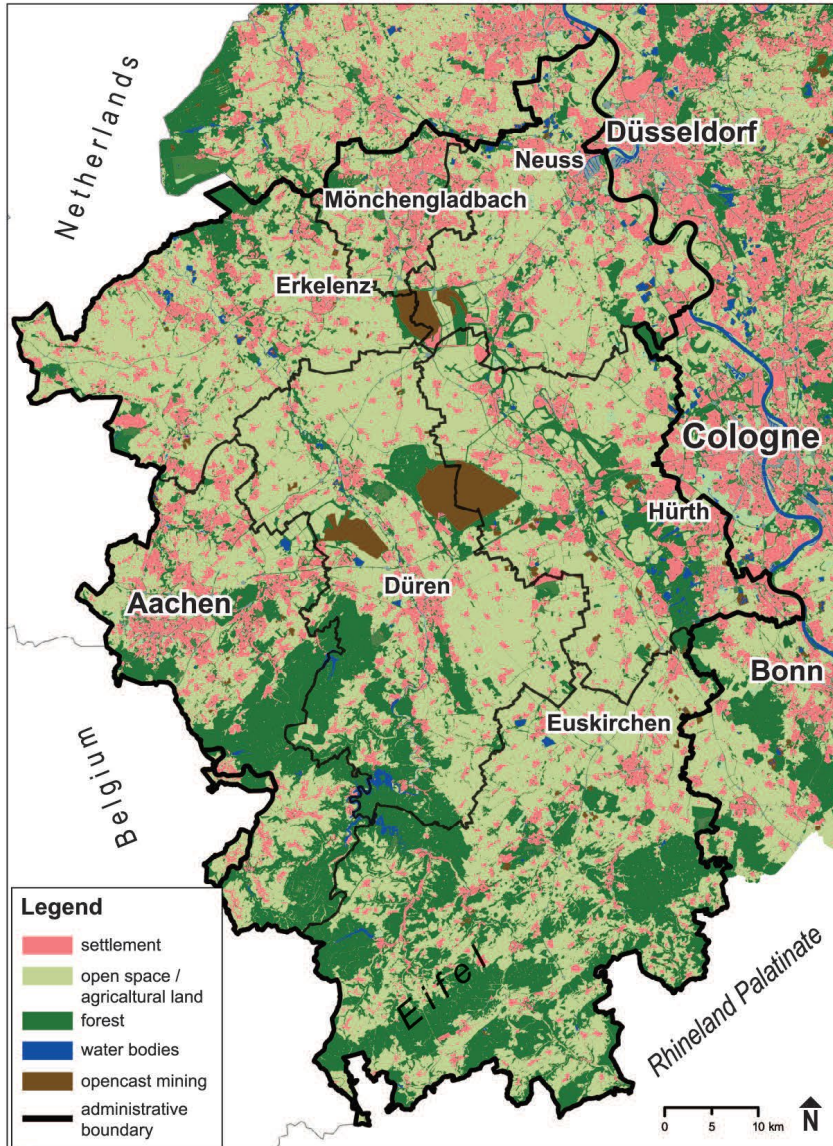 Netherlands
Düsseldorf
Neuss
Mönchengladbach
Erkelenz
Cologne
Hürth
Düren
Aachen
Bonn
Euskirchen
Belgium
Eifel
Rhineland Palatinate
Legend
settlement
open space /
agricaltural land
forest
water bodies
opencast mining
administrative
boundary
0 5 10 km
N